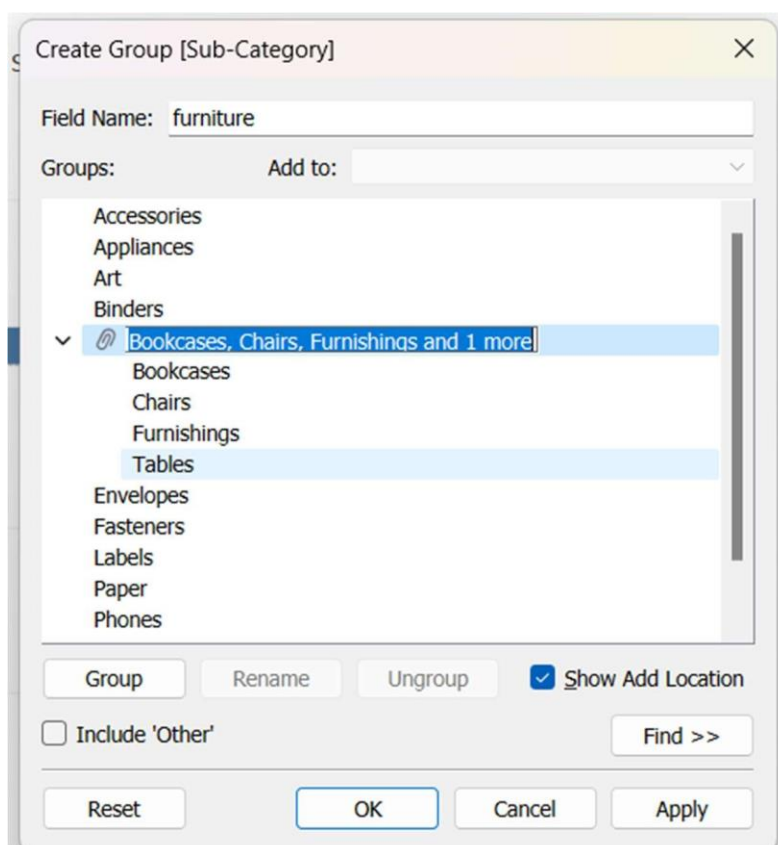 S
Create Group [Sub-Category]
Field Name: furniture
Groups: Add to:
Accessories
Appliances
Art
Binders
Bookcases, Chairs, Furnishings and 1 more
Bookcases
Chairs
Furnishings
Tables
Envelopes
Fasteners
Labels
Paper
Phones
Group Rename Ungroup Show Add Location
Include 'Other' Find >>
Reset OK Cancel Apply